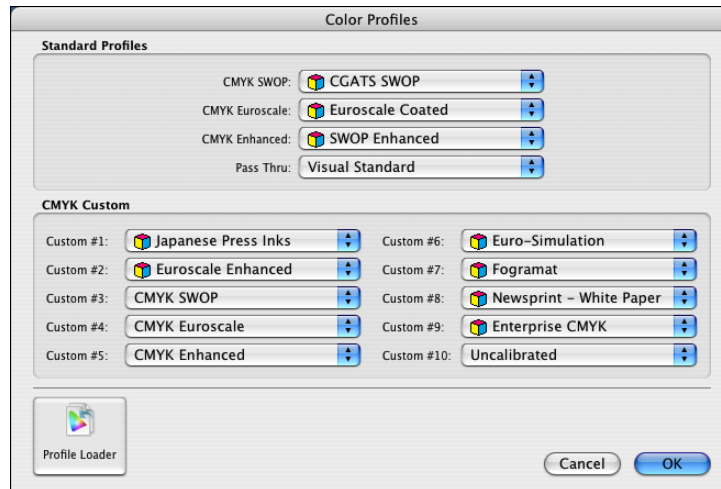 Color Profiles
Standard Profiles
CMYK SWOP: CGATS SWOP
CMYK Euroscale: Euroscale Coated
CMYK Enhanced: SWOP Enhanced
Pass Thru: Visual Standard
CMYK Custom
Custom #1: Japanese Press Inks
Custom #2: Euroscale Enhanced
Custom #3: CMYK SWOP
Custom #4: CMYK Euroscale
Custom #5: CMYK Enhanced
Custom #6: Euro-Simulation
Custom #7: Fogramat
Custom #8: Newsprint – White Paper
Custom #9: Enterprise CMYK
Custom #10: Uncalibrated
Profile Loader
Cancel
OK